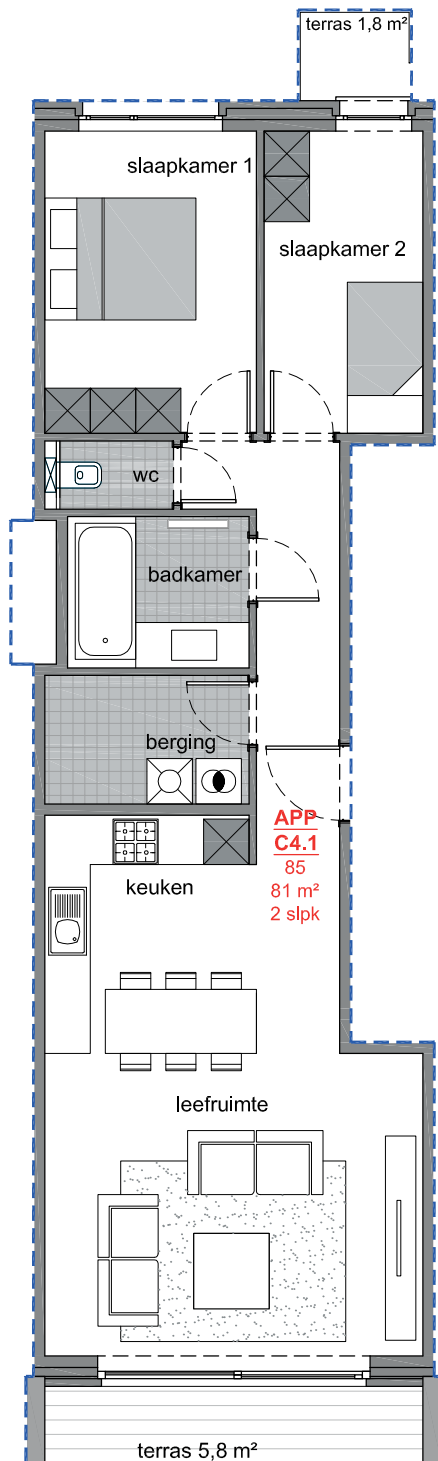 terras 1,8 m²
slaapkamer 1
slaapkamer 2
wc
badkamer
berging
APP
C4.1
85
81 m²
2 slpk
keuken
leefruimte
terras 5,8 m²